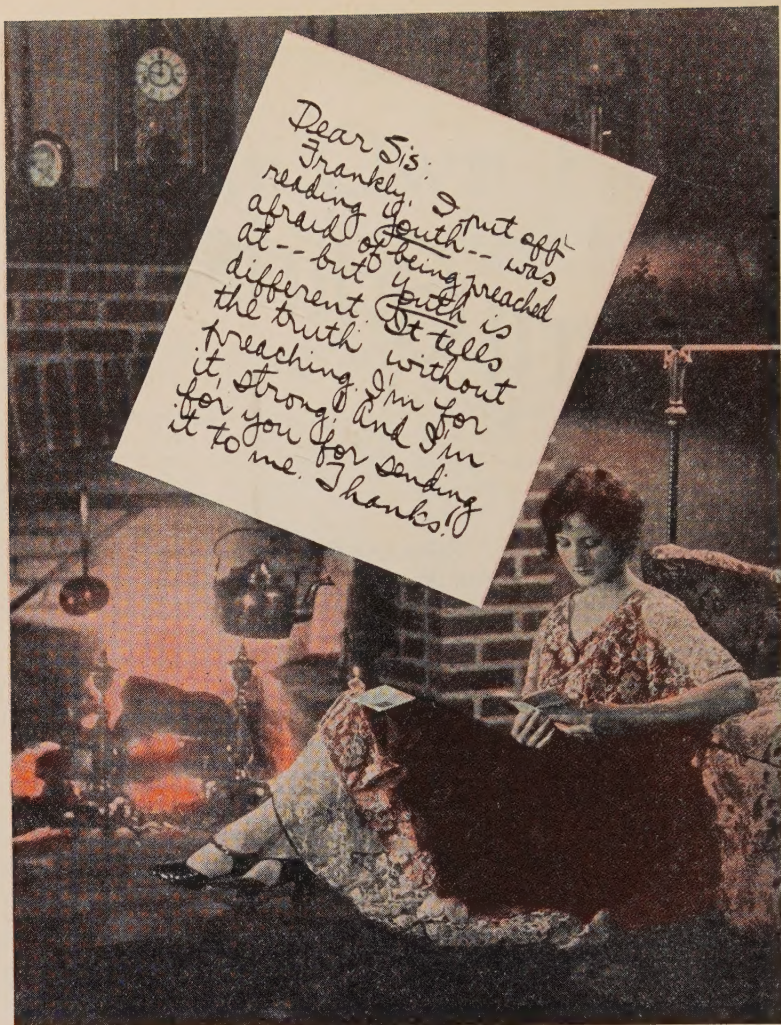 Dear Sis:
Frankly, I put off
reading Youth -- was
afraid of being preached
at -- but Youth is
different. It tells
the truth without
preaching. I'm for
it, strong! and I'm
for you for sending
it to me. Thanks!